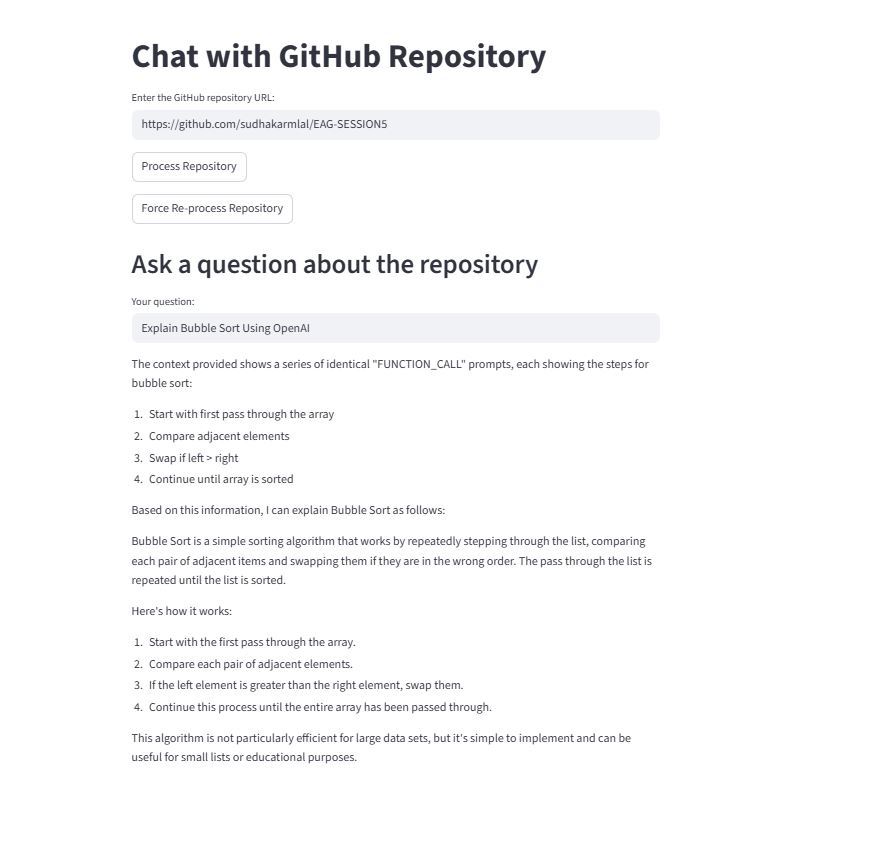 Chat with GitHub Repository
Enter the GitHub repository URL:
https://github.com/sudhakarmlal/EAG-SESSION5
Process Repository
Force Re-process Repository
Ask a question about the repository
Your question:
Explain Bubble Sort Using OpenAI
The context provided shows a series of identical "FUNCTION_CALL" prompts, each showing the steps for
bubble sort:
1. Start with first pass through the array
2. Compare adjacent elements
3. Swap if left > right
4. Continue until array is sorted
Based on this information, I can explain Bubble Sort as follows:
Bubble Sort is a simple sorting algorithm that works by repeatedly stepping through the list, comparing
each pair of adjacent items and swapping them if they are in the wrong order. The pass through the list is
repeated until the list is sorted.
Here's how it works:
1. Start with the first pass through the array.
2. Compare each pair of adjacent elements.
3. If the left element is greater than the right element, swap them.
4. Continue this process until the entire array has been passed through.
This algorithm is not particularly efficient for large data sets, but it's simple to implement and can be
useful for small lists or educational purposes.